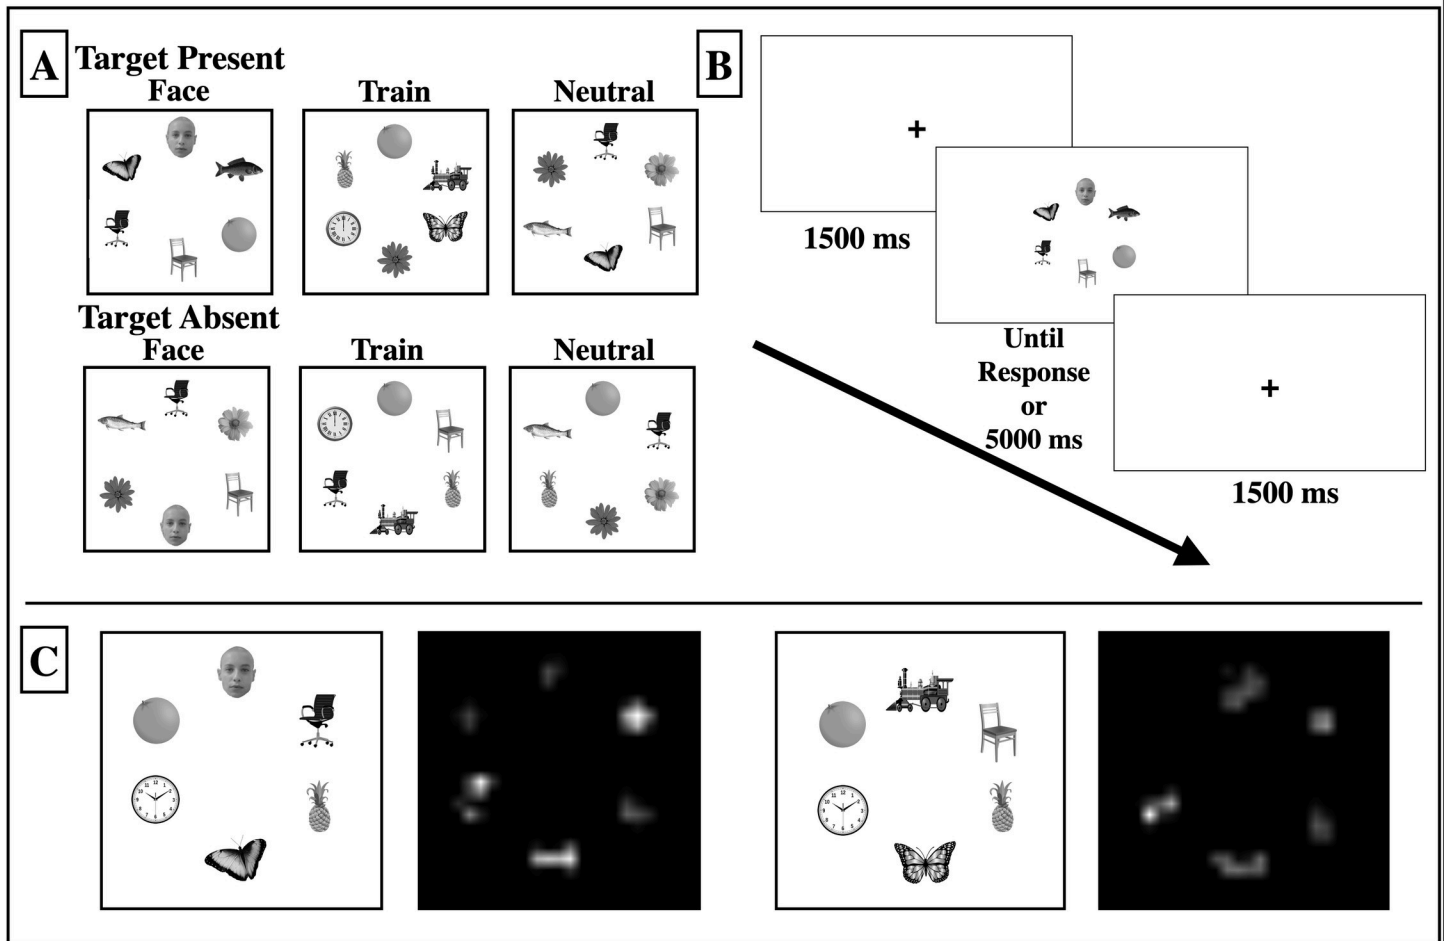 A
Target Present
Face
Train
Neutral
Target Absent
Face
Train
Neutral
B
+
1500 ms
Until
Response
or
5000 ms
+
1500 ms
C